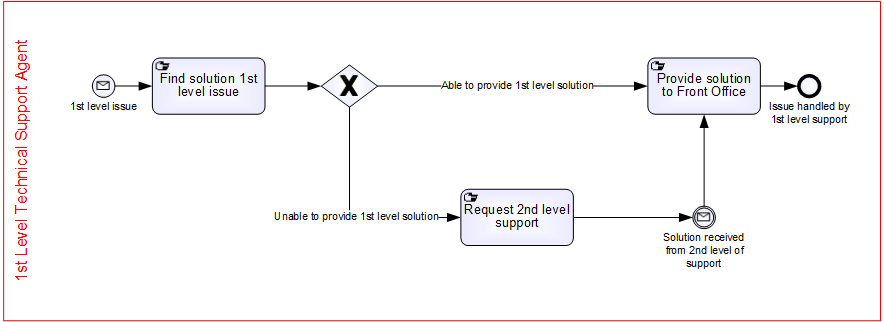 1st Level Technical Support Agent
1st level issue
Find solution 1st
level issue
Able to provide 1st level solution
Provide solution
to Front Office
Issue handled by
1st level support
Unable to provide 1st level solution
Request 2nd level
support
Solution received
from 2nd level of
support